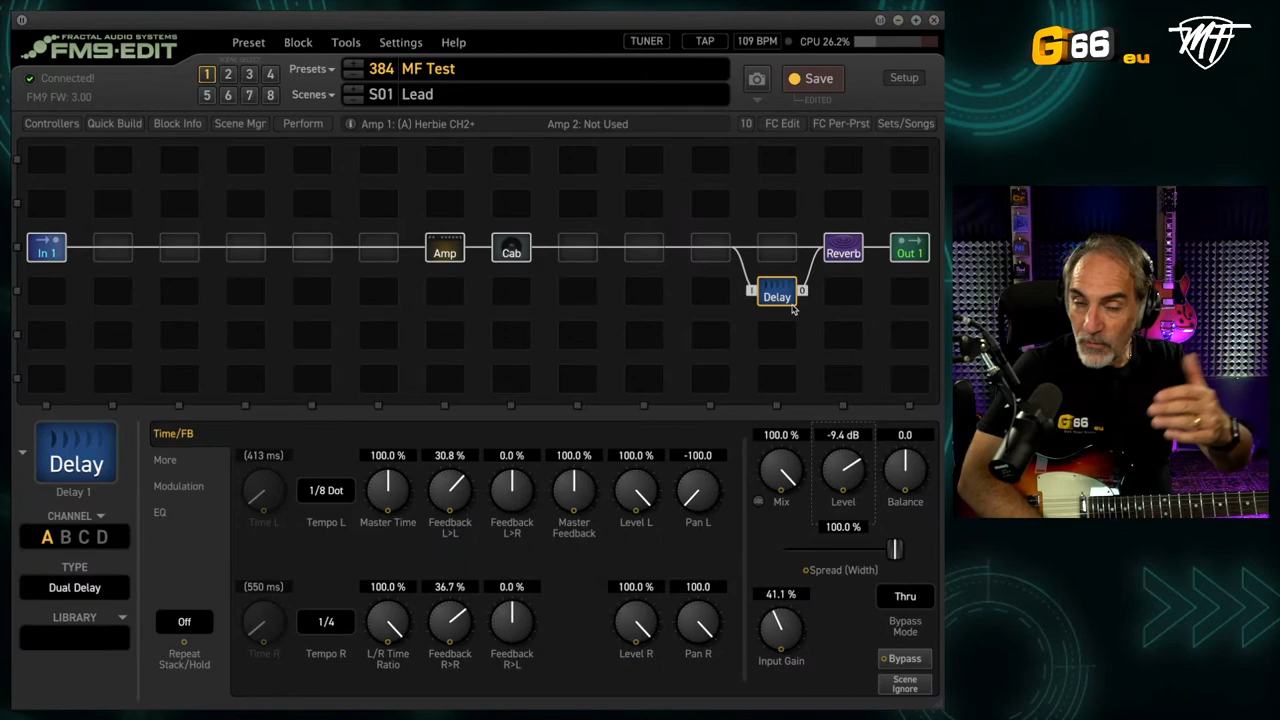 FRACTAL AUDIO SYSTEMS
FM9-EDIT
Preset Block Tools Settings Help
TUNER TAP 109 BPM CPU 26.2%
G66 eu
MF
Connected!
FM9 FW: 3.00
1 2 3 4
5 6 7 8
Presets 384 MF Test
Scenes S01 Lead
Save
EDITED
Setup
Controllers Quick Build Block Info Scene Mgr Perform Amp 1: (A) Herbie CH2+ Amp 2: Not Used 10 FC Edit FC Per-Prst Sets/Songs
In 1 Amp Cab Reverb Out 1
I Delay O
Delay
Delay 1
CHANNEL
A B C D
TYPE
Dual Delay
LIBRARY
Time/FB
More
Modulation
EQ
(413 ms) 100.0 % 30.8 % 0.0 % 100.0 % 100.0 % -100.0
1/8 Dot
Time L Tempo L Master Time Feedback L>L Feedback L>R Master Feedback Level L Pan L
(550 ms) 100.0 % 36.7 % 0.0 % 100.0 % 100.0
Off 1/4
Repeat Stack/Hold Time R Tempo R L/R Time Ratio Feedback R>R Feedback R>L Level R Pan R
100.0 % -9.4 dB 0.0
Mix Level Balance
100.0 %
Spread (Width)
41.1 % Thru
Input Gain Bypass Mode
Bypass
Scene Ignore
G66